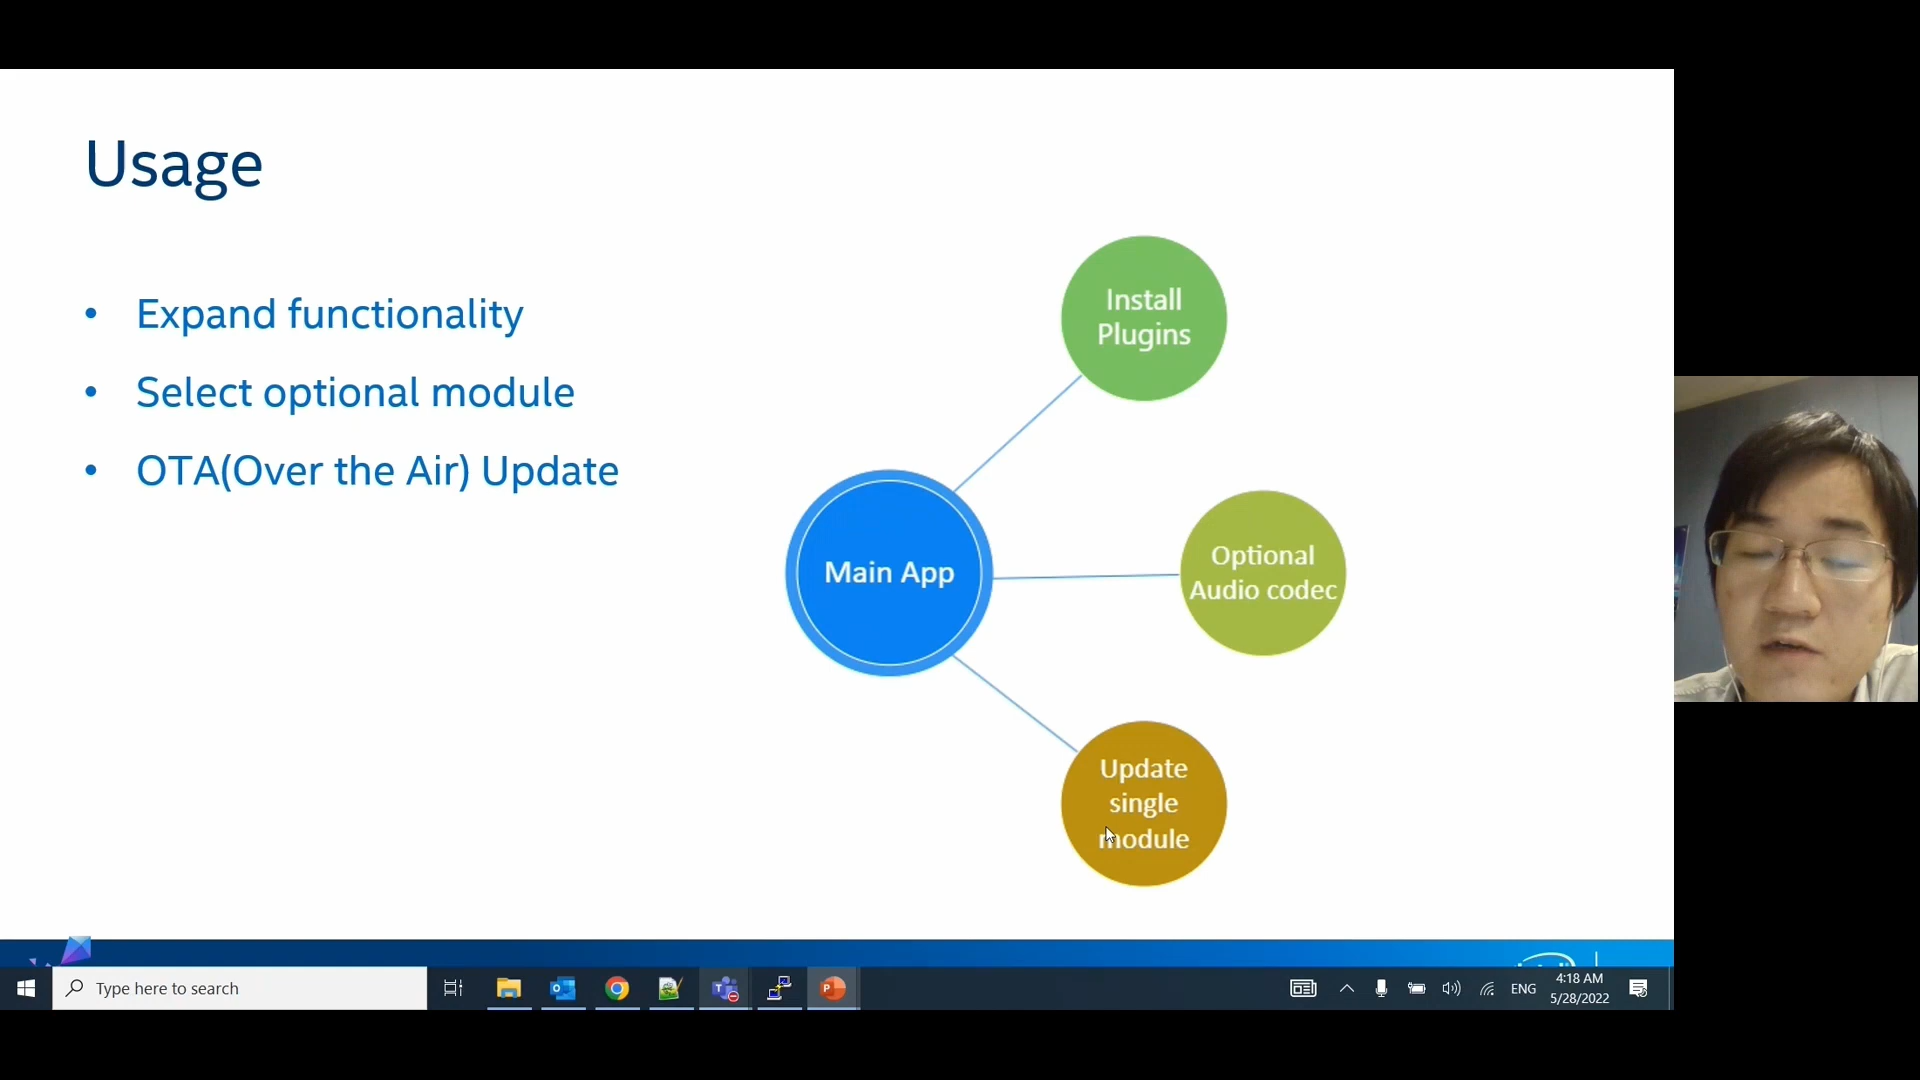 Usage
• Expand functionality
• Select optional module
• OTA(Over the Air) Update
Install
Plugins
Main App
Optional
Audio codec
Update
single
module
Type here to search
ENG
4:18 AM
5/28/2022